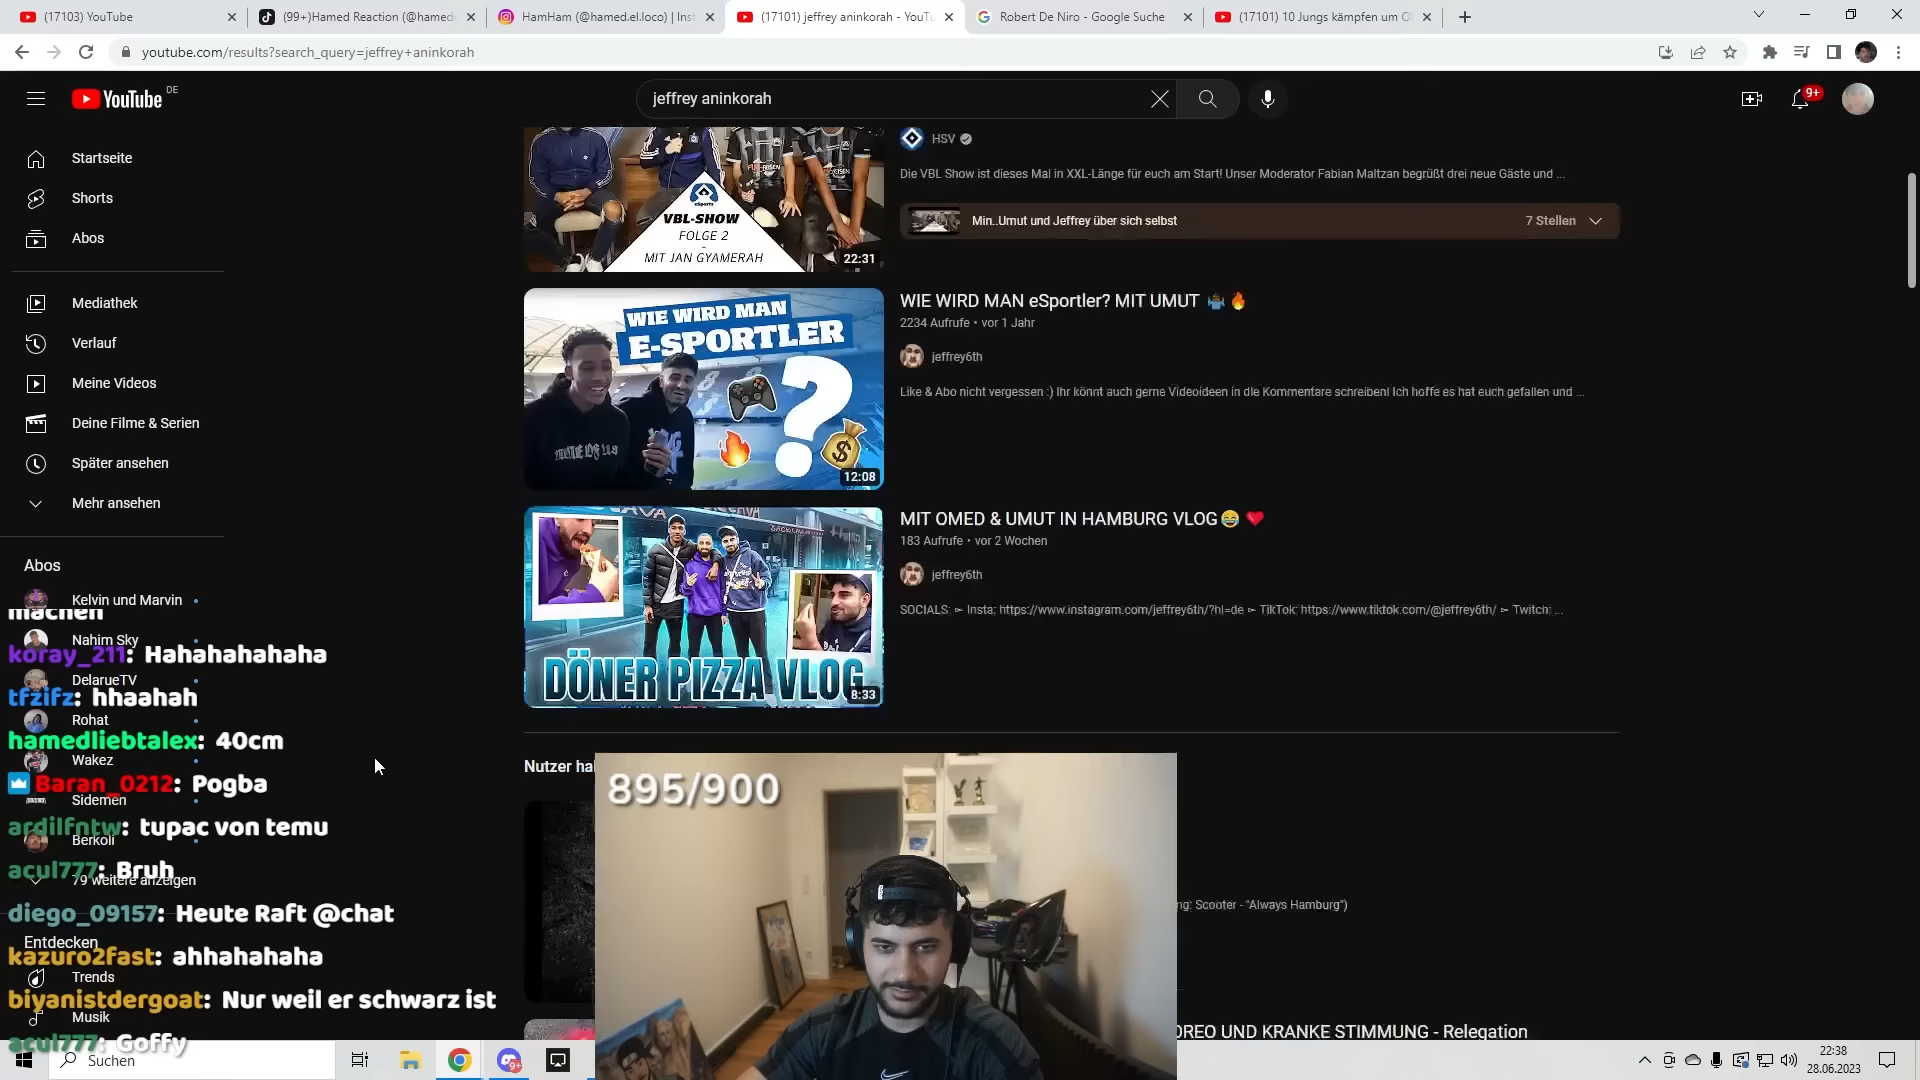 (17103) YouTube
(99+)Hamed Reaction (@hamed
HamHam (@hamed.el.loco) | Inst
(17101) jeffrey aninkorah - YouTu
Robert De Niro - Google Suche
(17101) 10 Jungs kämpfen um O
youtube.com/results?search_query=jeffrey+aninkorah
YouTube DE
jeffrey aninkorah
9+
Startseite
Shorts
Abos
Mediathek
Verlauf
Meine Videos
Deine Filme & Serien
Später ansehen
Mehr ansehen
Abos
Kelvin und Marvin
machen
Nahim Sky
koray_211: Hahahahahaha
DelarueTV
tfzifz: hhaahah
Rohat
hamedliebtalex: 40cm
Wakez
Baran_0212: Pogba
Sidemen
ardilfntw: tupac von temu
Berkoli
acul777: Bruh
79 weitere anzeigen
diego_09157: Heute Raft @chat
Entdecken
kazuro2fast: ahhahahaha
Trends
biyanistdergoat: Nur weil er schwarz ist
Musik
acul777: Goffy
eSports
VBL-SHOW
FOLGE 2
-
MIT JAN GYAMERAH
22:31
HSV
Die VBL Show ist dieses Mal in XXL-Länge für euch am Start! Unser Moderator Fabian Maltzan begrüßt drei neue Gäste und ...
Min..Umut und Jeffrey über sich selbst
7 Stellen
WIE WIRD MAN
E-SPORTLER
?
12:08
WIE WIRD MAN eSportler? MIT UMUT
2234 Aufrufe • vor 1 Jahr
jeffrey6th
Like & Abo nicht vergessen :) Ihr könnt auch gerne Videoideen in die Kommentare schreiben! Ich hoffe es hat euch gefallen und ...
DÖNER PIZZA VLOG
8:33
MIT OMED & UMUT IN HAMBURG VLOG
183 Aufrufe • vor 2 Wochen
jeffrey6th
SOCIALS: ➳ Insta: https://www.instagram.com/jeffrey6th/?hl=de ➳ TikTok: https://www.tiktok.com/@jeffrey6th/ ➳ Twitch: ...
Nutzer ha
895/900
ng: Scooter - "Always Hamburg")
OREO UND KRANKE STIMMUNG - Relegation
Suchen
9+
22:38
28.06.2023